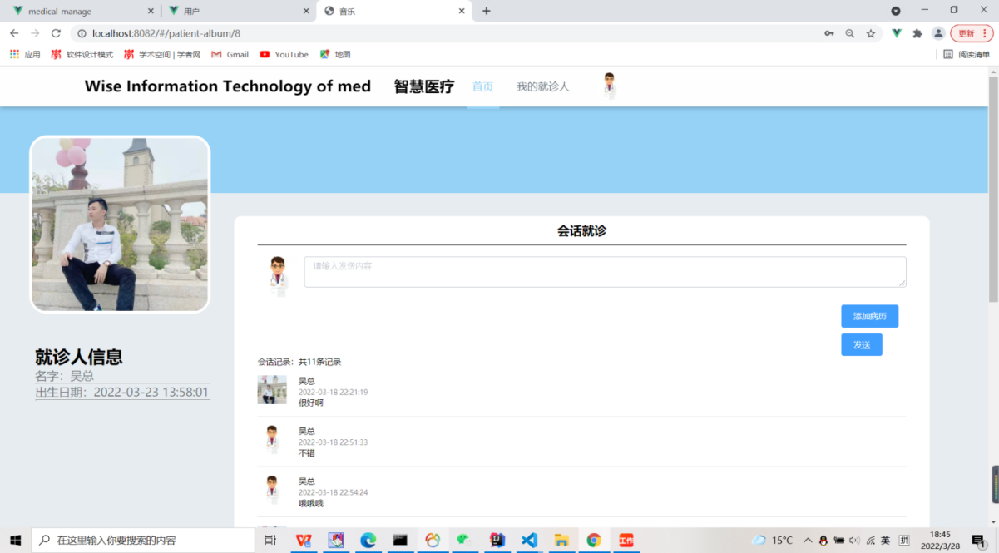 medical-manage
用户
音乐
localhost:8082/#/patient-album/8
更新
应用
软件设计模式
学术空间 | 学者网
Gmail
YouTube
地图
阅读清单
Wise Information Technology of med 智慧医疗
首页
我的就诊人
会话就诊
请输入发送内容
添加病历
发送
就诊人信息
名字：吴总
出生日期：2022-03-23 13:58:01
会话记录：共11条记录
吴总
2022-03-18 22:21:19
很好啊
吴总
2022-03-18 22:51:33
不错
吴总
2022-03-18 22:54:24
哦哦哦
在这里输入你要搜索的内容
工作
15°C
英
拼
18:45
2022/3/28
1